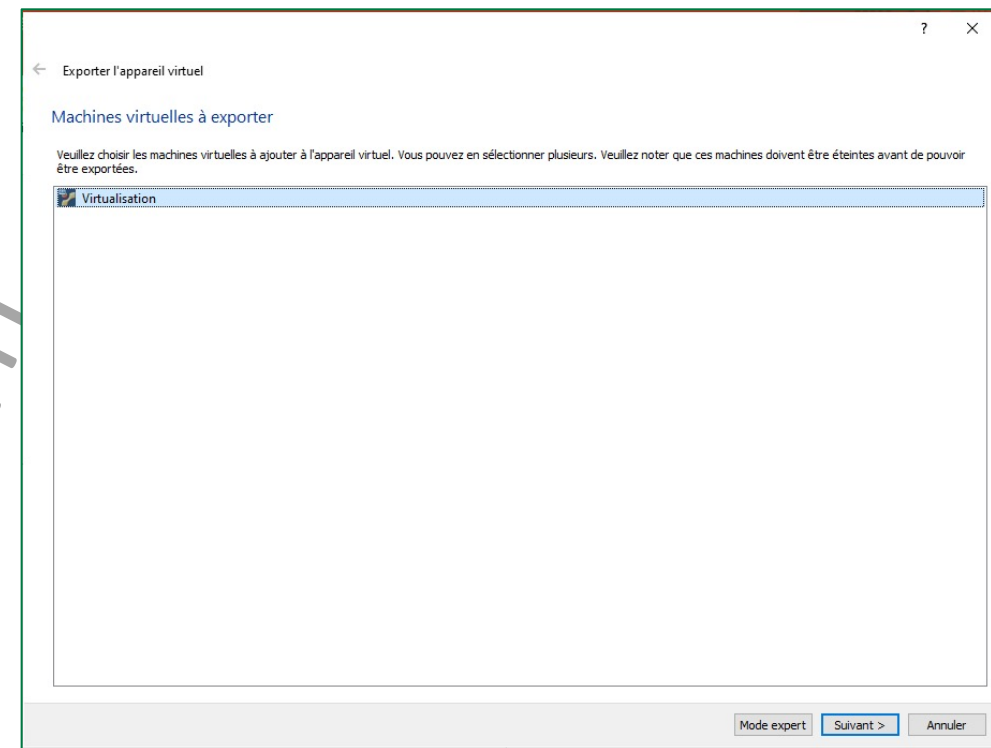 ?
Exporter l'appareil virtuel
Machines virtuelles à exporter
Veuillez choisir les machines virtuelles à ajouter à l'appareil virtuel. Vous pouvez en sélectionner plusieurs. Veuillez noter que ces machines doivent être éteintes avant de pouvoir
être exportées.
Virtualisation
Mode expert Suivant > Annuler